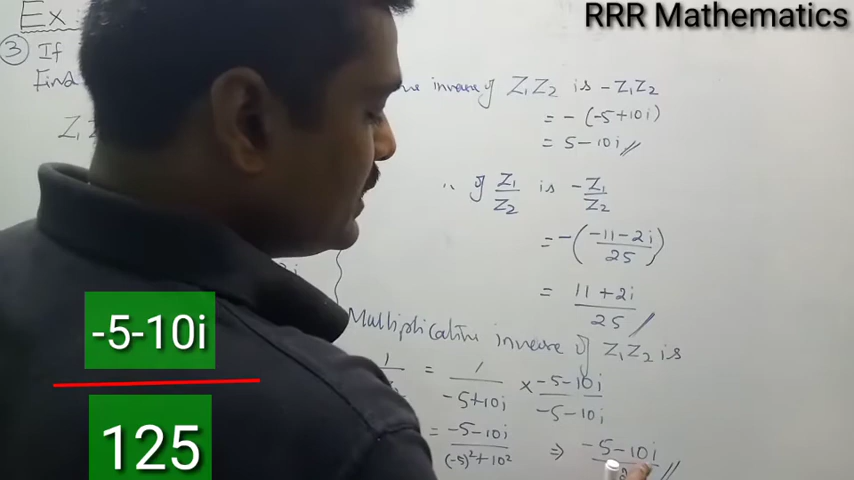 RRR Mathematics
Ex
③ If
Find
inverse of Z₁Z₂ is -Z₁Z₂
= - (-5+10i)
= 5-10i //
,, of Z₁/Z₂ is -Z₁/Z₂
= -(-11-2i/25)
= 11+2i/25 //
Multiplicative inverse of Z₁Z₂ is
= 1/-5+10i × -5-10i/-5-10i
= -5-10i/(-5)²+10² ⇒ -5-10i
-5-10i
125